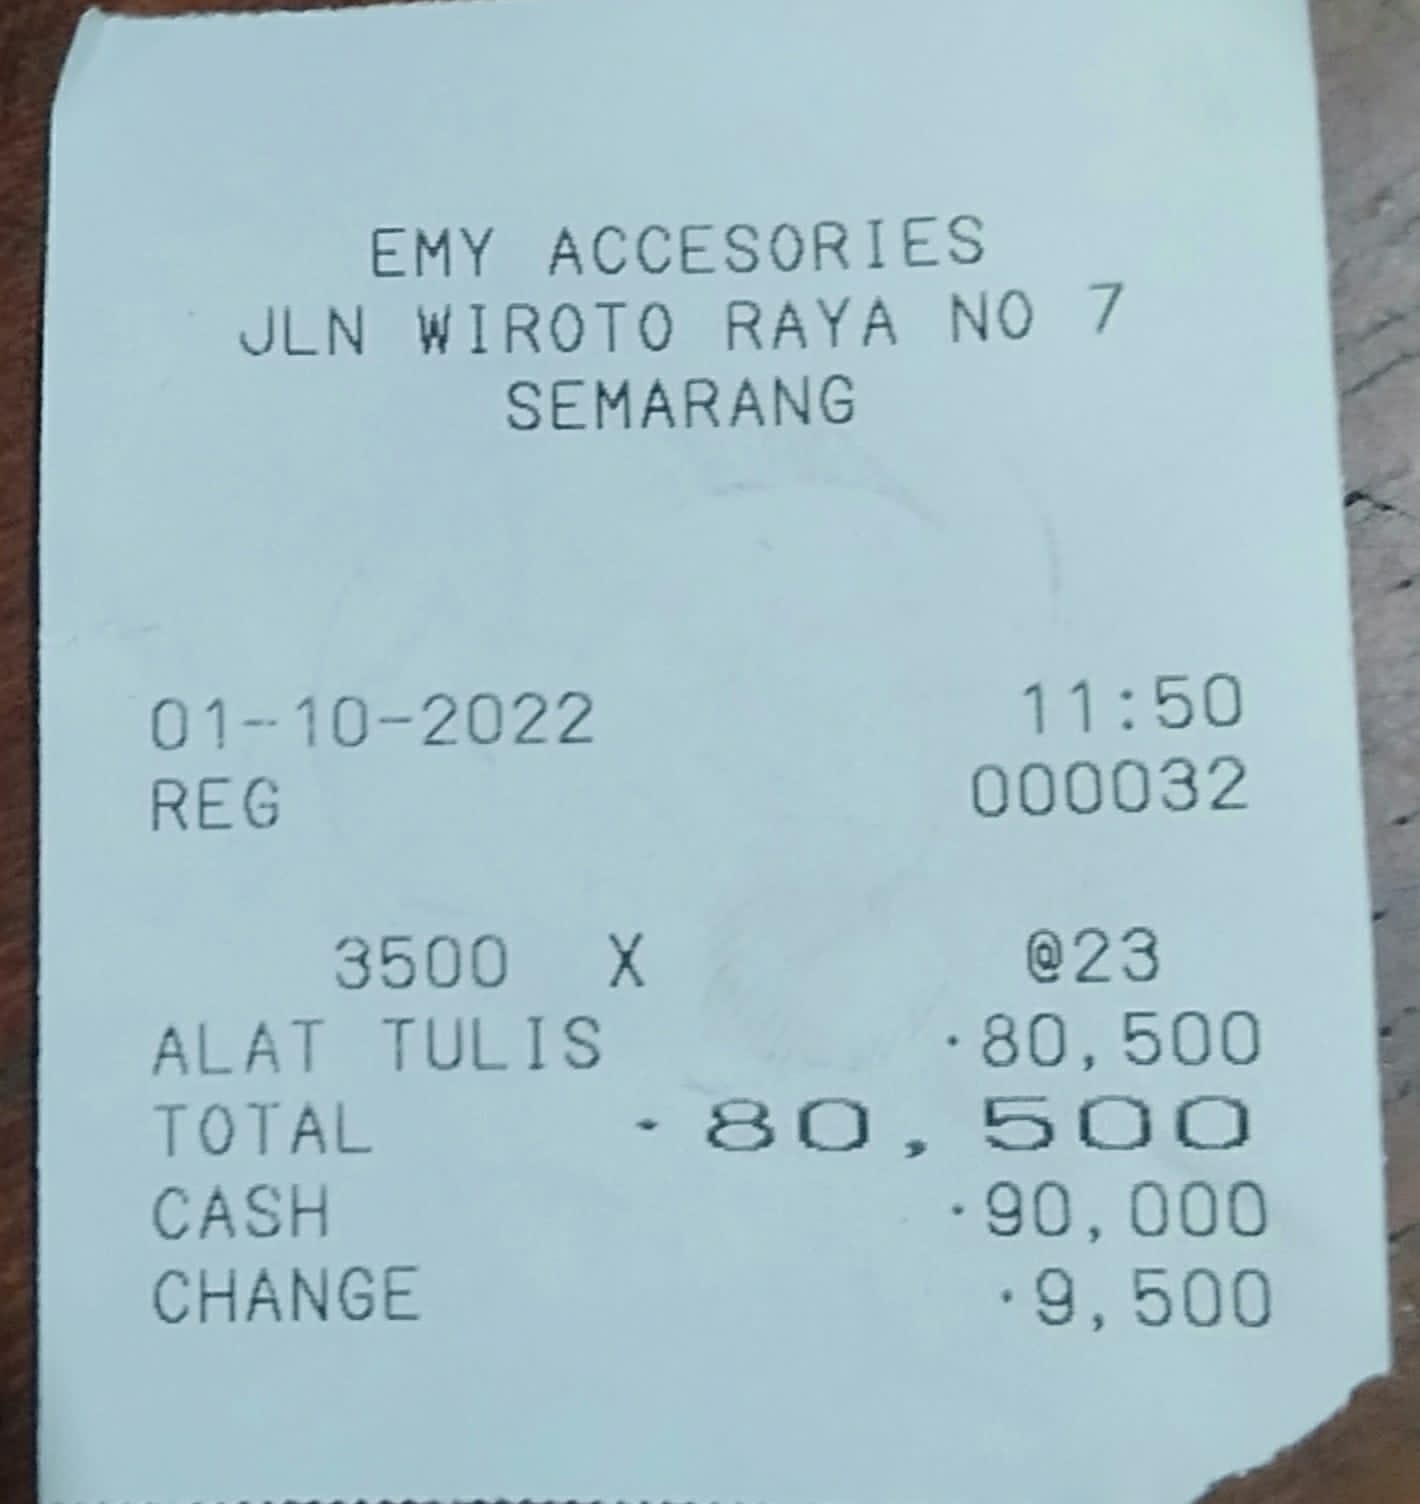 EMY ACCESORIES
JLN WIROTO RAYA NO 7
SEMARANG
01-10-2022 11:50
REG 000032
3500 X @23
ALAT TULIS ·80,500
TOTAL ·80,500
CASH ·90,000
CHANGE ·9,500